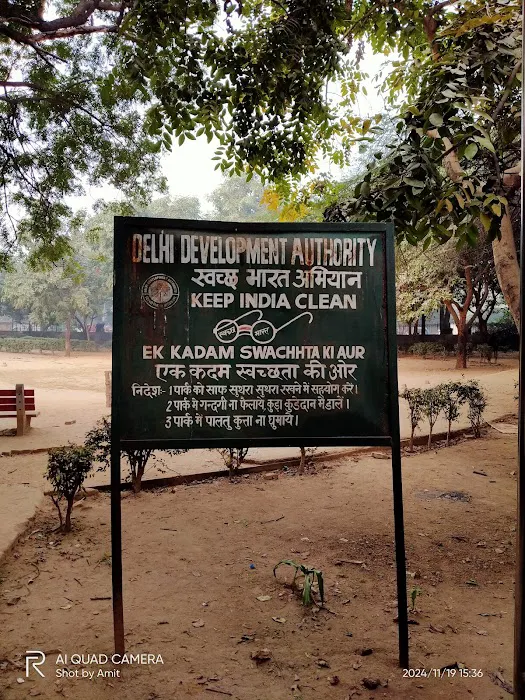 DELHI DEVELOPMENT AUTHORITY
स्वच्छ भारत अभियान
KEEP INDIA CLEAN
स्वच्छ भारत
EK KADAM SWACHHTA KI AUR
एक कदम स्वच्छता की ओर
निर्देश:- 1 पार्क को साफ सुथरा सुथरा रखने में सहयोग करें।
2 पार्क में गन्दगी ना फैलायें कूड़ा कूड़ेदान में डालें।
3 पार्क में पालतु कुत्ता ना घुमायें।
AI QUAD CAMERA
Shot by Amit
2024/11/19 15:36